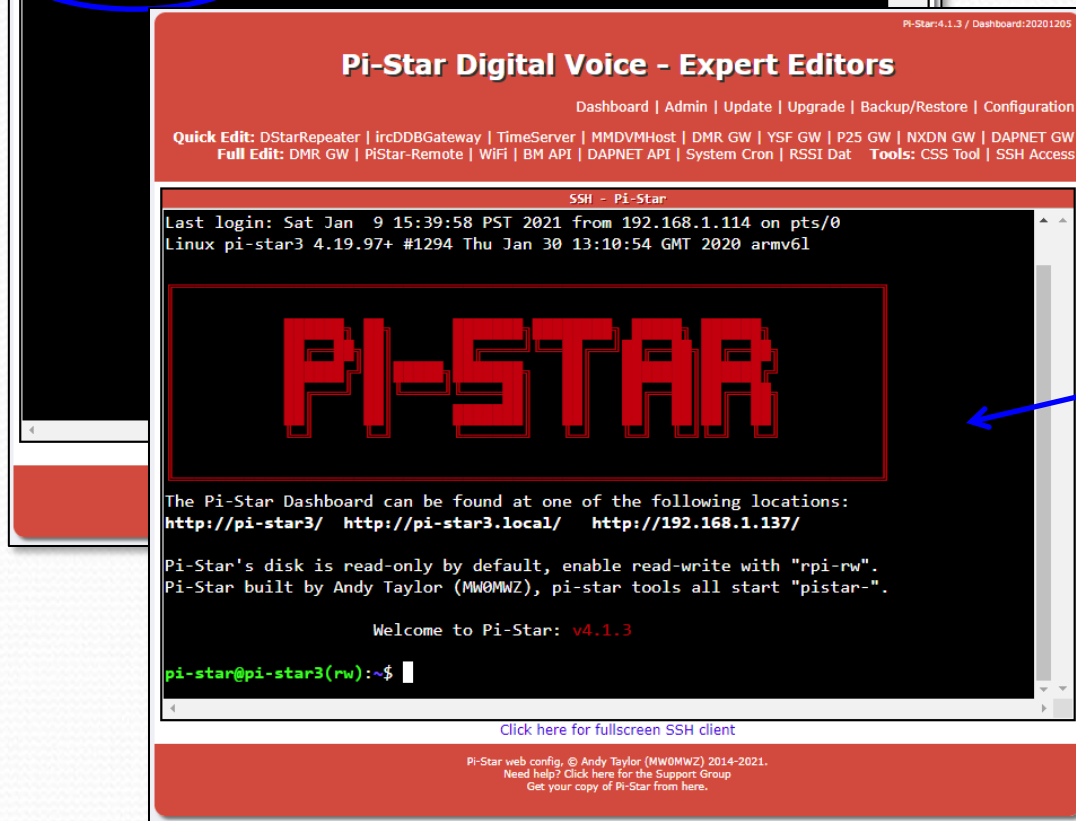 Pi-Star:4.1.3 / Dashboard:20201205
Pi-Star Digital Voice - Expert Editors
Dashboard | Admin | Update | Upgrade | Backup/Restore | Configuration
Quick Edit: DStarRepeater | ircDDBGateway | TimeServer | MMDVMHost | DMR GW | YSF GW | P25 GW | NXDN GW | DAPNET GW
Full Edit: DMR GW | PiStar-Remote | WiFi | BM API | DAPNET API | System Cron | RSSI Dat Tools: CSS Tool | SSH Access
SSH - Pi-Star
Last login: Sat Jan  9 15:39:58 PST 2021 from 192.168.1.114 on pts/0
Linux pi-star3 4.19.97+ #1294 Thu Jan 30 13:10:54 GMT 2020 armv6l
PI-STAR
The Pi-Star Dashboard can be found at one of the following locations:
http://pi-star3/  http://pi-star3.local/   http://192.168.1.137/
Pi-Star's disk is read-only by default, enable read-write with "rpi-rw".
Pi-Star built by Andy Taylor (MW0MWZ), pi-star tools all start "pistar-".
Welcome to Pi-Star: v4.1.3
pi-star@pi-star3(rw):~$
Click here for fullscreen SSH client
Pi-Star web config, © Andy Taylor (MW0MWZ) 2014-2021.
Need help? Click here for the Support Group
Get your copy of Pi-Star from here.